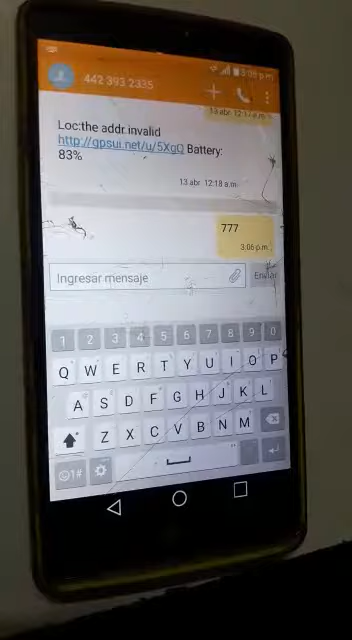 3:06 p.m.
442 393 2335
13 abr. 12:17 a.m.
Loc:the addr.invalid
http://gpsui.net/u/5XgQ Battery:
83%
13 abr. 12:18 a.m.
777
3:06 p.m.
Ingresar mensaje
Enviar
1 2 3 4 5 6 7 8 9 0
Q W E R T Y U I O P
A S D F G H J K L
Z X C V B N M
1#